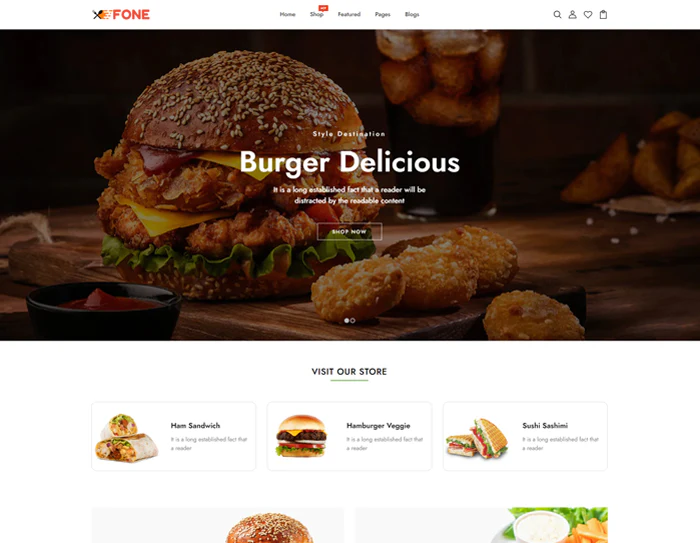 FONE
Home Shop Featured Pages Blogs
Style Destination
Burger Delicious
It is a long established fact that a reader will be
distracted by the readable content
SHOP NOW
VISIT OUR STORE
Ham Sandwich
It is a long established fact that
a reader
Hamburger Veggie
It is a long established fact that
a reader
Sushi Sashimi
It is a long established fact that
a reader